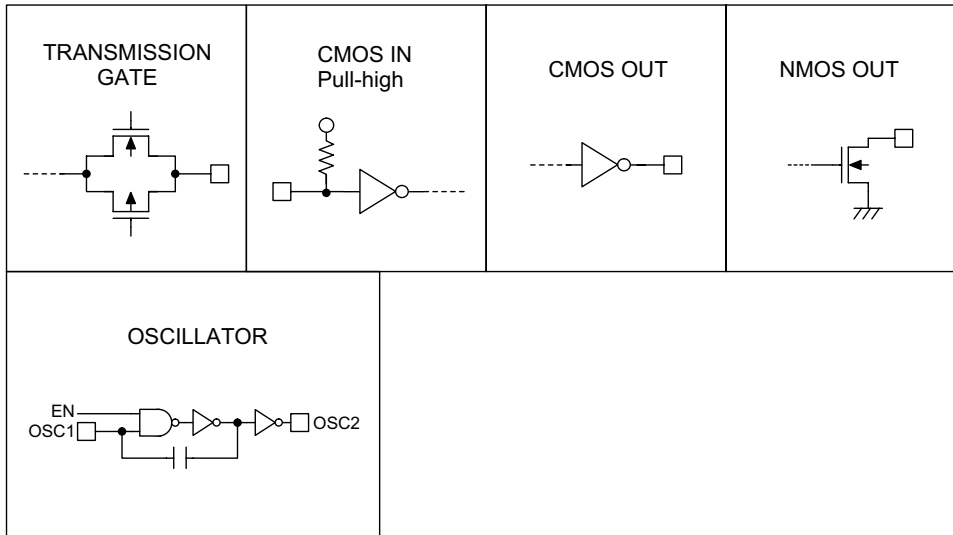 TRANSMISSION
GATE
CMOS IN
Pull-high
CMOS OUT
NMOS OUT
OSCILLATOR
EN
OSC1
OSC2